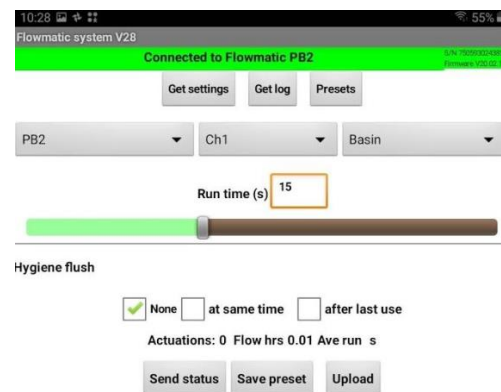 10:28 55%
Flowmatic system V28
Connected to Flowmatic PB2
Get settings Get log Presets
PB2 Ch1 Basin
Run time (s) 15
Hygiene flush
None at same time after last use
Actuations: 0 Flow hrs 0.01 Ave run s
Send status Save preset Upload